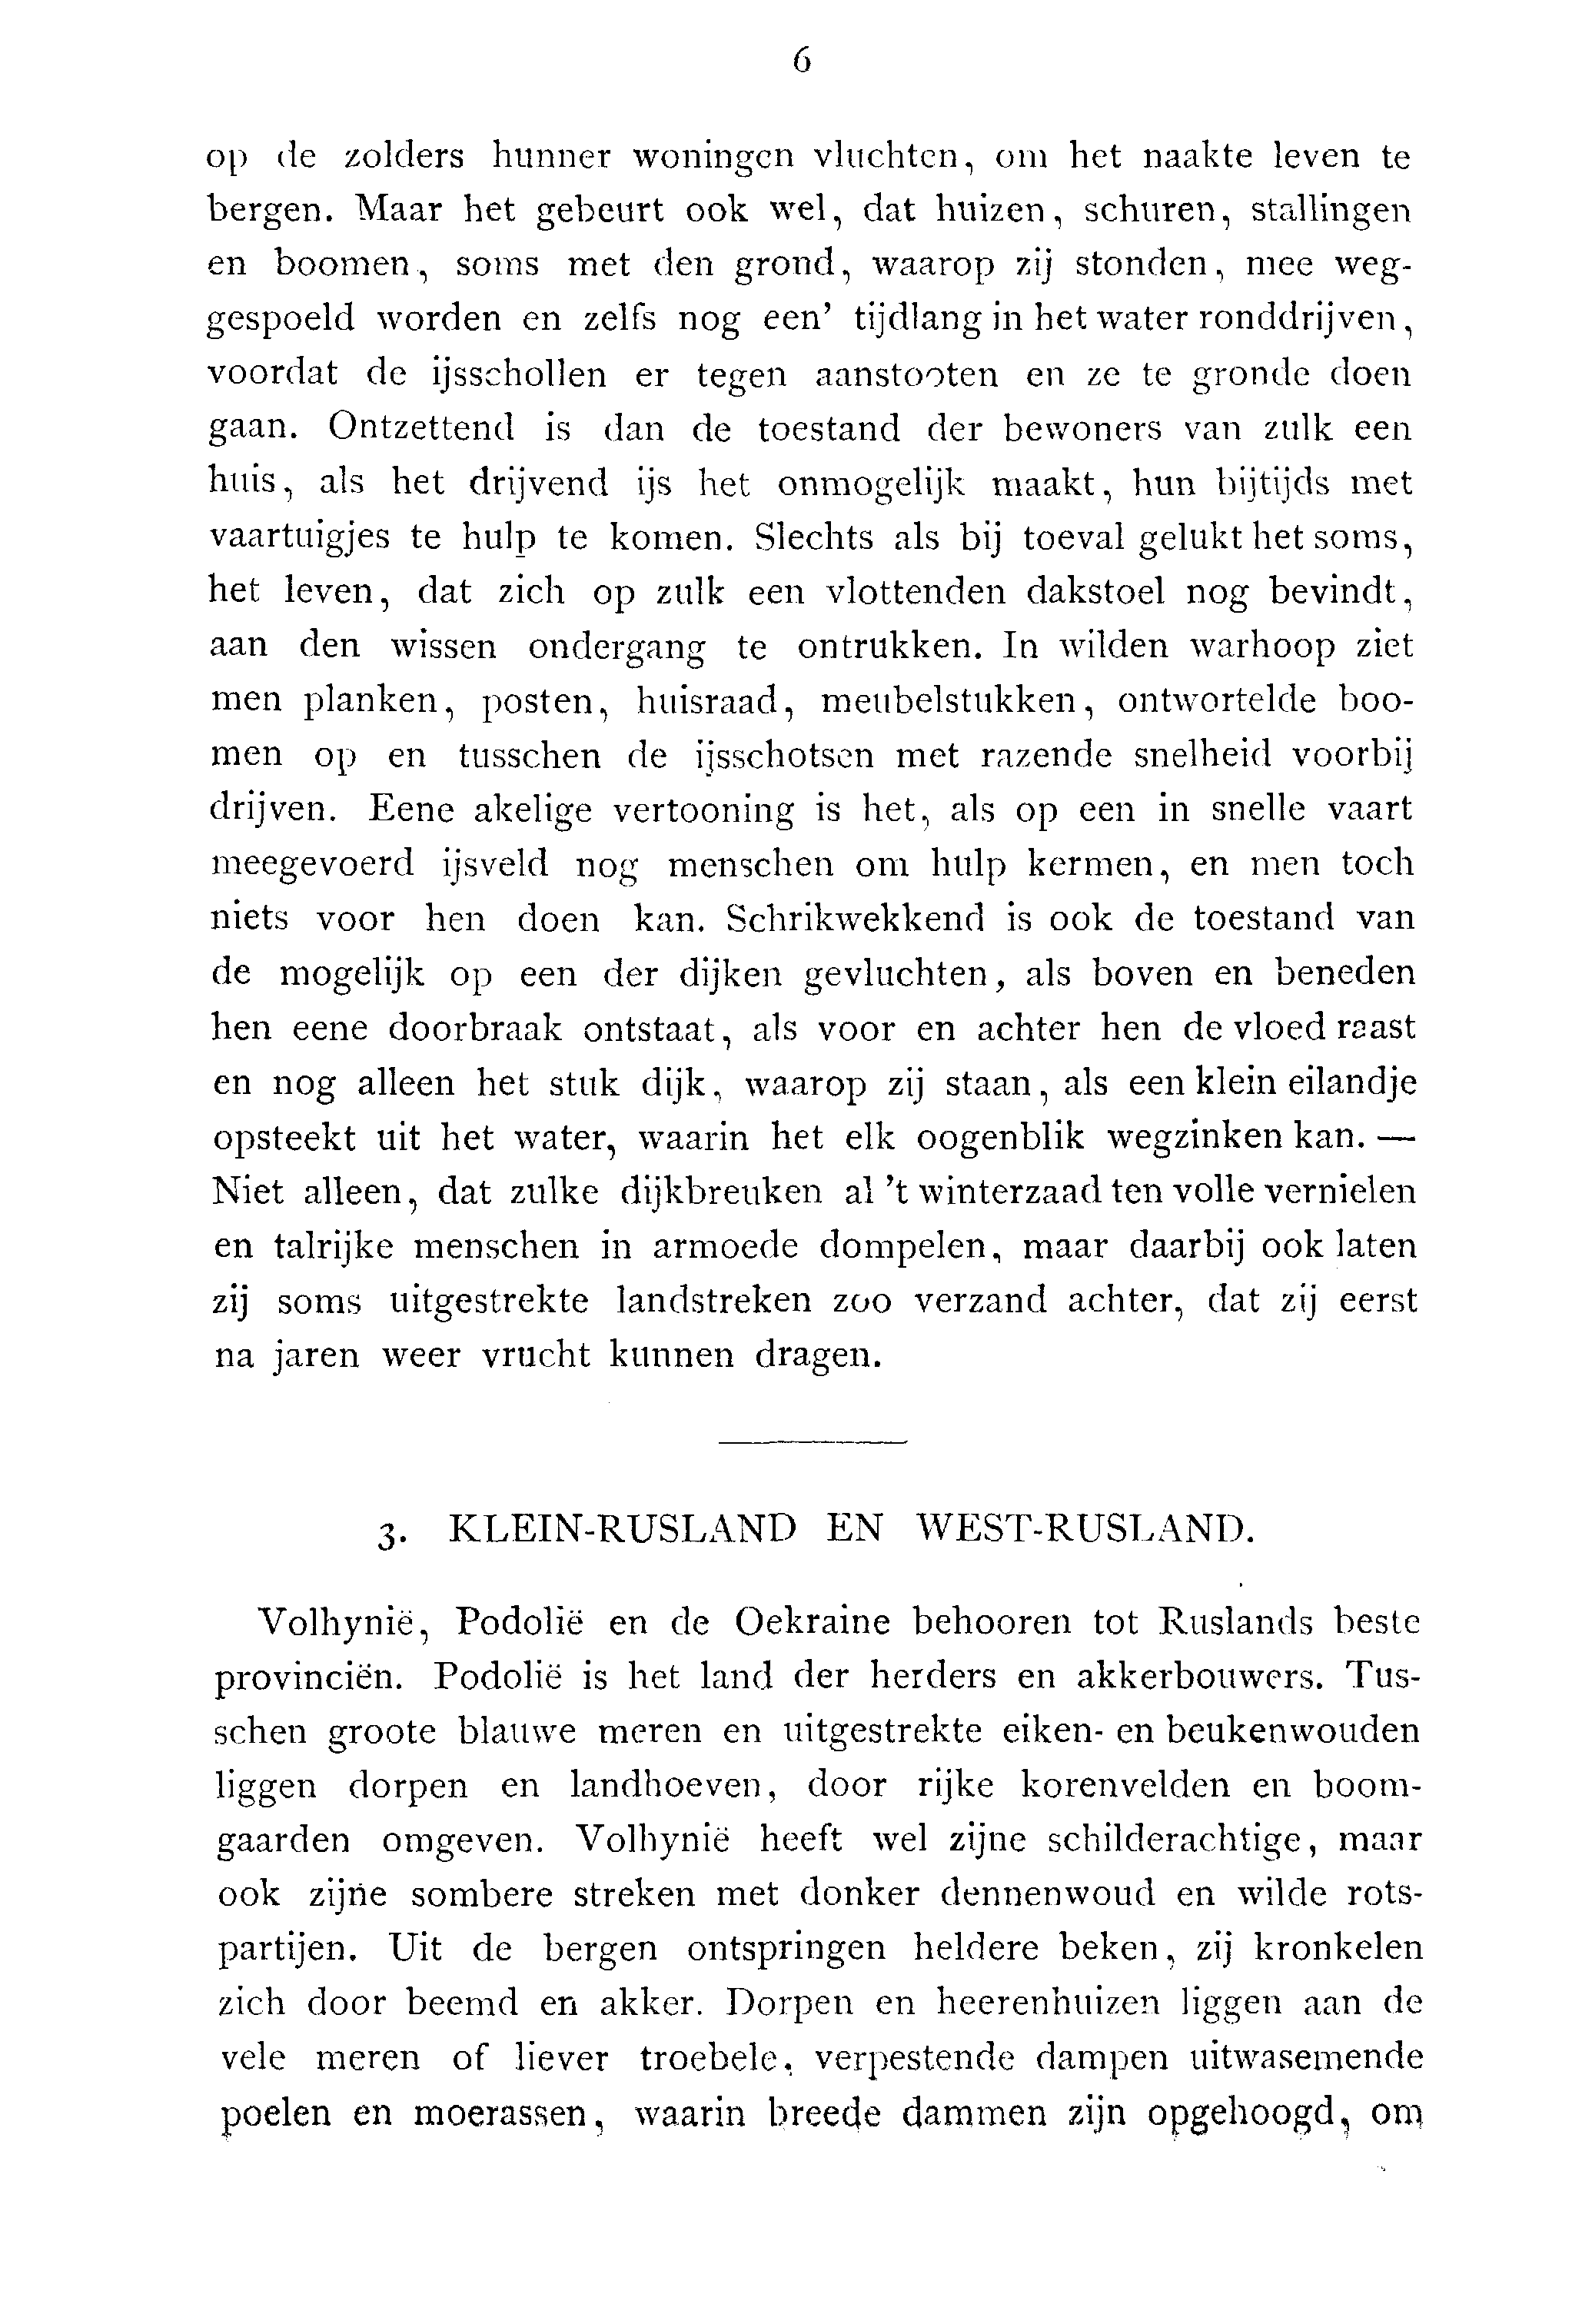 6
op de zolders hunner woningen vluchten, om het naakte leven te
bergen. Maar het gebeurt ook wel, dat huizen, schuren, stallingen
en boomen, soms met den grond, waarop zij stonden, mee weg-
gespoeld worden en zelfs nog een' tijdlang in het water ronddrijven,
voordat de ijsschollen er tegen aanstooten en ze te gronde doen
gaan. Ontzettend is dan de toestand der bewoners van zulk een
huis, als het drijvend ijs het onmogelijk maakt, hun bijtijds met
vaartuigjes te hulp te komen. Slechts als bij toeval gelukt het soms,
het leven, dat zich op zulk een vlottenden dakstoel nog bevindt,
aan den wissen ondergang te ontrukken. In wilden warhoop ziet
men planken, posten, huisraad, meubelstukken, ontwortelde boo-
men op en tusschen de ijsschotsen met razende snelheid voorbij
drijven. Eene akelige vertooning is het, als op een in snelle vaart
meegevoerd ijsveld nog menschen om hulp kermen, en men toch
niets voor hen doen kan. Schrikwekkend is ook de toestand van
de mogelijk op een der dijken gevluchten, als boven en beneden
hen eene doorbraak ontstaat, als voor en achter hen de vloed raast
en nog alleen het stuk dijk, waarop zij staan, als een klein eilandje
opsteekt uit het water, waarin het elk oogenblik wegzinken kan. —
Niet alleen, dat zulke dijkbreuken al 't winterzaad ten volle vernielen
en talrijke menschen in armoede dompelen, maar daarbij ook laten
zij soms uitgestrekte landstreken zoo verzand achter, dat zij eerst
na jaren weer vrucht kunnen dragen.
3. KLEIN-RUSLAND EN WEST-RUSLAND.
Volhynië, Podolië en de Oekraine behooren tot Ruslands beste
provinciën. Podolië is het land der herders en akkerbouwers. Tus-
schen groote blauwe meren en uitgestrekte eiken- en beukenwouden
liggen dorpen en landhoeven, door rijke korenvelden en boom-
gaarden omgeven. Volhynië heeft wel zijne schilderachtige, maar
ook zijne sombere streken met donker dennenwoud en wilde rots-
partijen. Uit de bergen ontspringen heldere beken, zij kronkelen
zich door beemd en akker. Dorpen en heerenhuizen liggen aan de
vele meren of liever troebele, verpestende dampen uitwasemende
poelen en moerassen, waarin breede dammen zijn opgehoogd, om